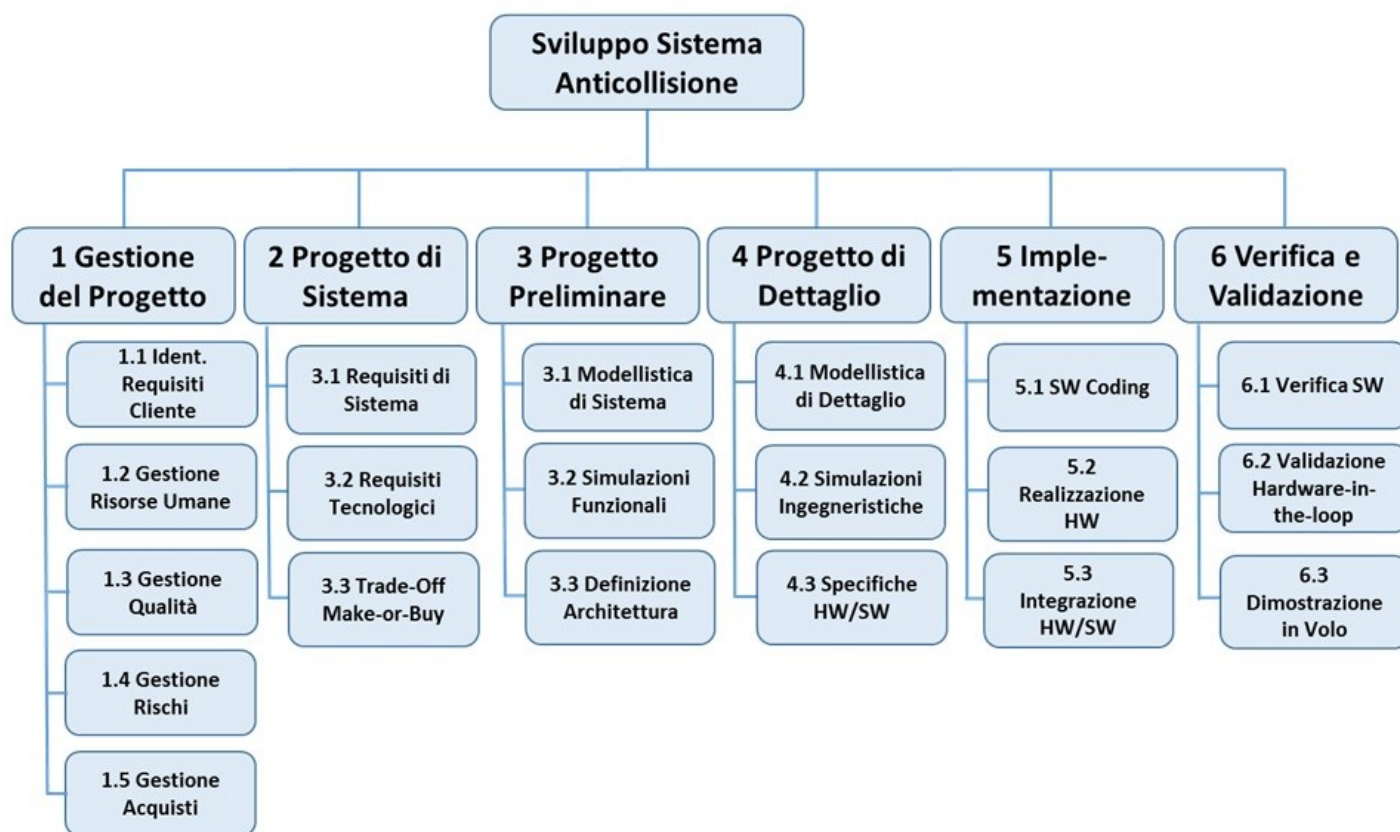 Sviluppo Sistema
Anticollisione
1 Gestione
del Progetto
2 Progetto di
Sistema
3 Progetto
Preliminare
4 Progetto di
Dettaglio
5 Imple-
mentazione
6 Verifica e
Validazione
1.1 Ident.
Requisiti
Cliente
1.2 Gestione
Risorse Umane
1.3 Gestione
Qualità
1.4 Gestione
Rischi
1.5 Gestione
Acquisti
3.1 Requisiti di
Sistema
3.2 Requisiti
Tecnologici
3.3 Trade-Off
Make-or-Buy
3.1 Modellistica
di Sistema
3.2 Simulazioni
Funzionali
3.3 Definizione
Architettura
4.1 Modellistica
di Dettaglio
4.2 Simulazioni
Ingegneristiche
4.3 Specifiche
HW/SW
5.1 SW Coding
5.2
Realizzazione
HW
5.3
Integrazione
HW/SW
6.1 Verifica SW
6.2 Validazione
Hardware-in-
the-loop
6.3
Dimostrazione
in Volo